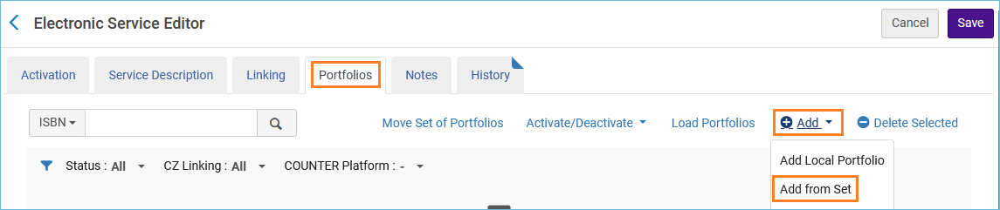 Electronic Service Editor Cancel Save
Activation Service Description Linking Portfolios Notes History
ISBN Move Set of Portfolios Activate/Deactivate Load Portfolios Add Delete Selected
Add Local Portfolio
Status : All CZ Linking : All COUNTER Platform : -
Add from Set